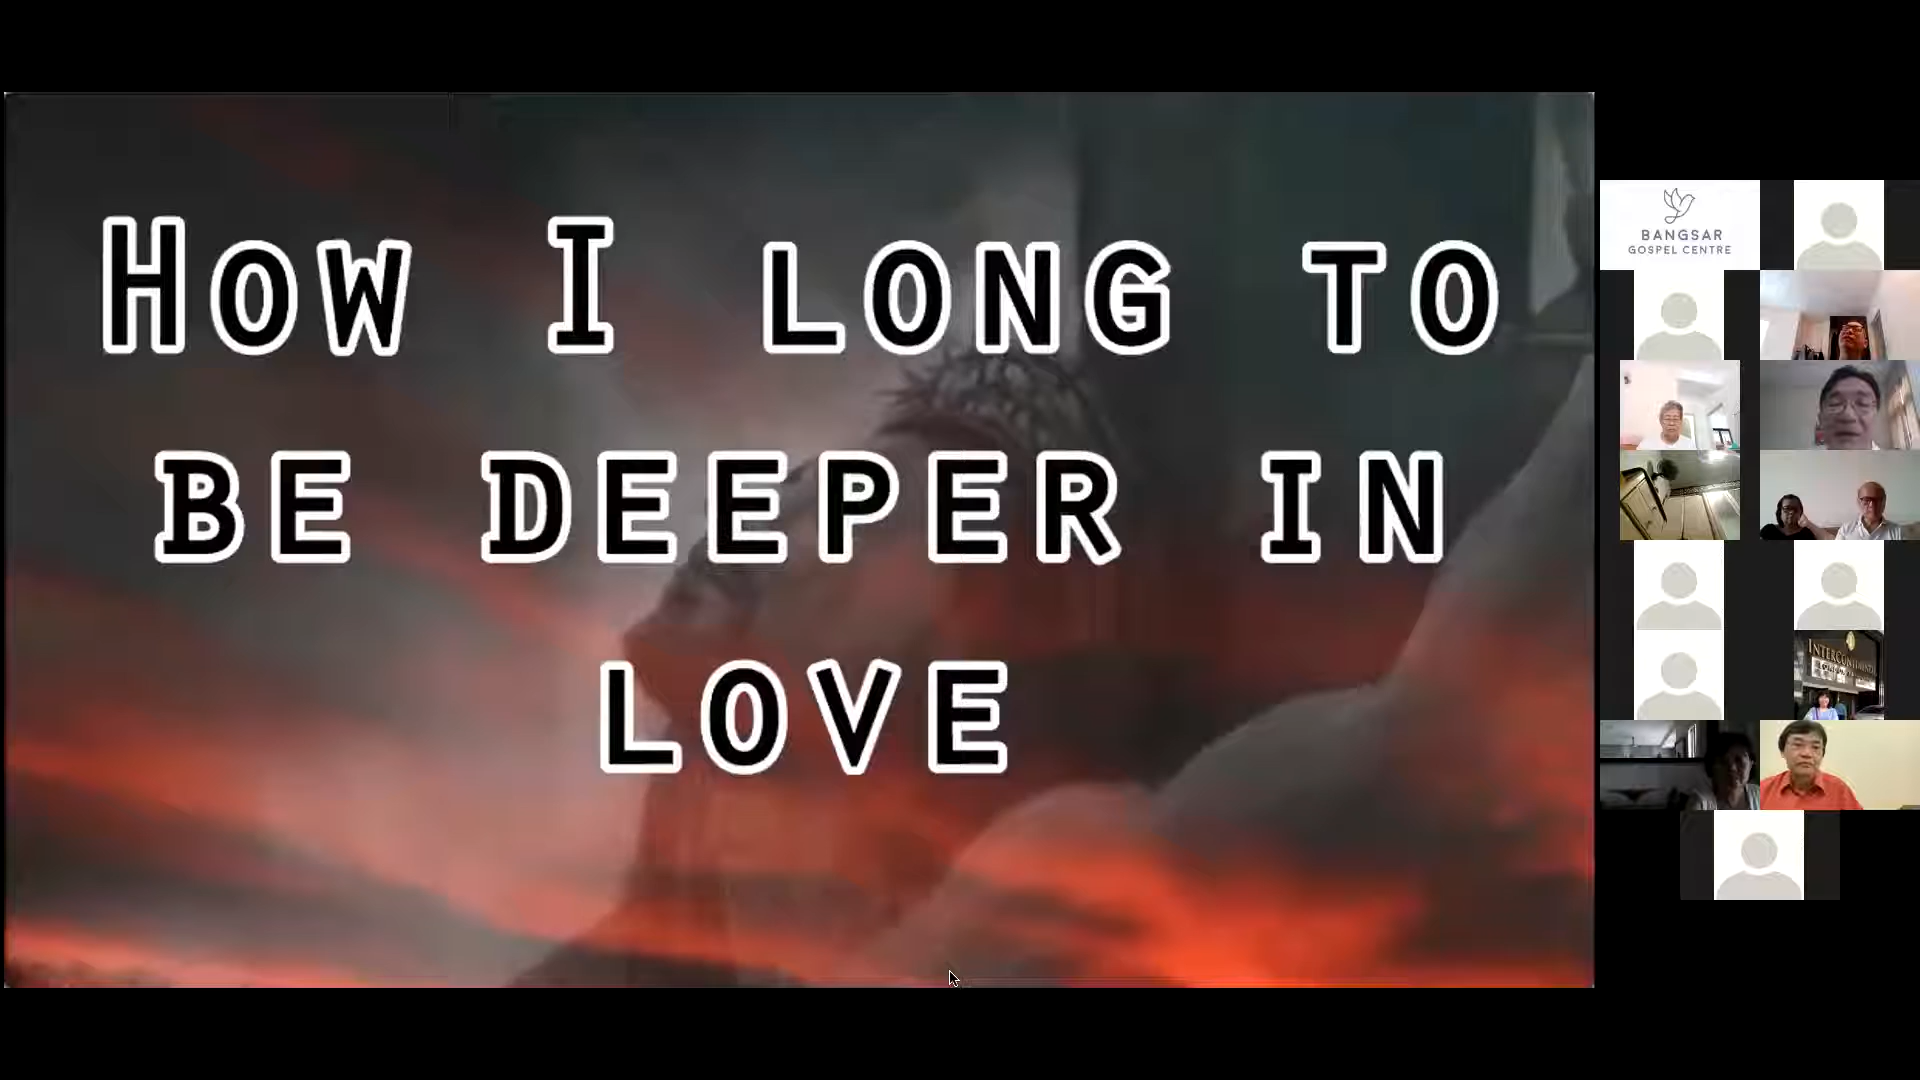 How I long to
be deeper in
love
BANGSAR
GOSPEL CENTRE